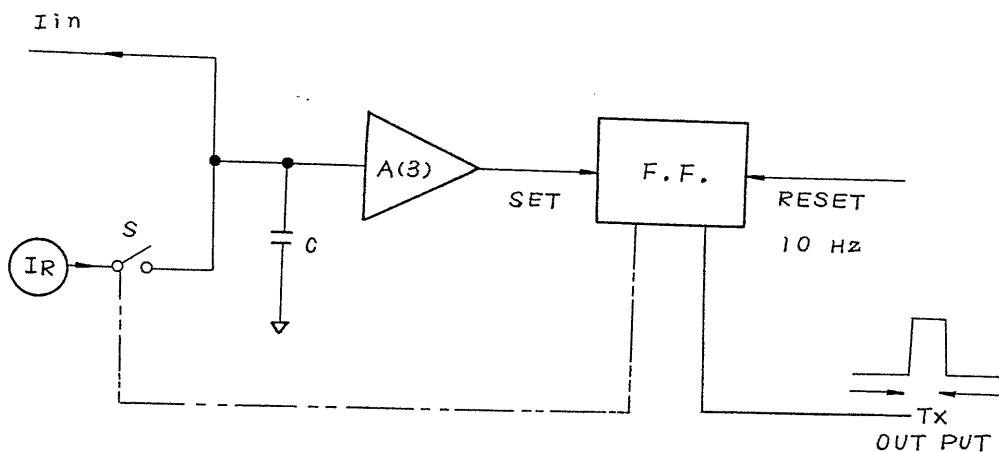 Iin
A(3)
F.F.
SET
RESET
10 Hz
S
C
IR
Tx
OUT PUT